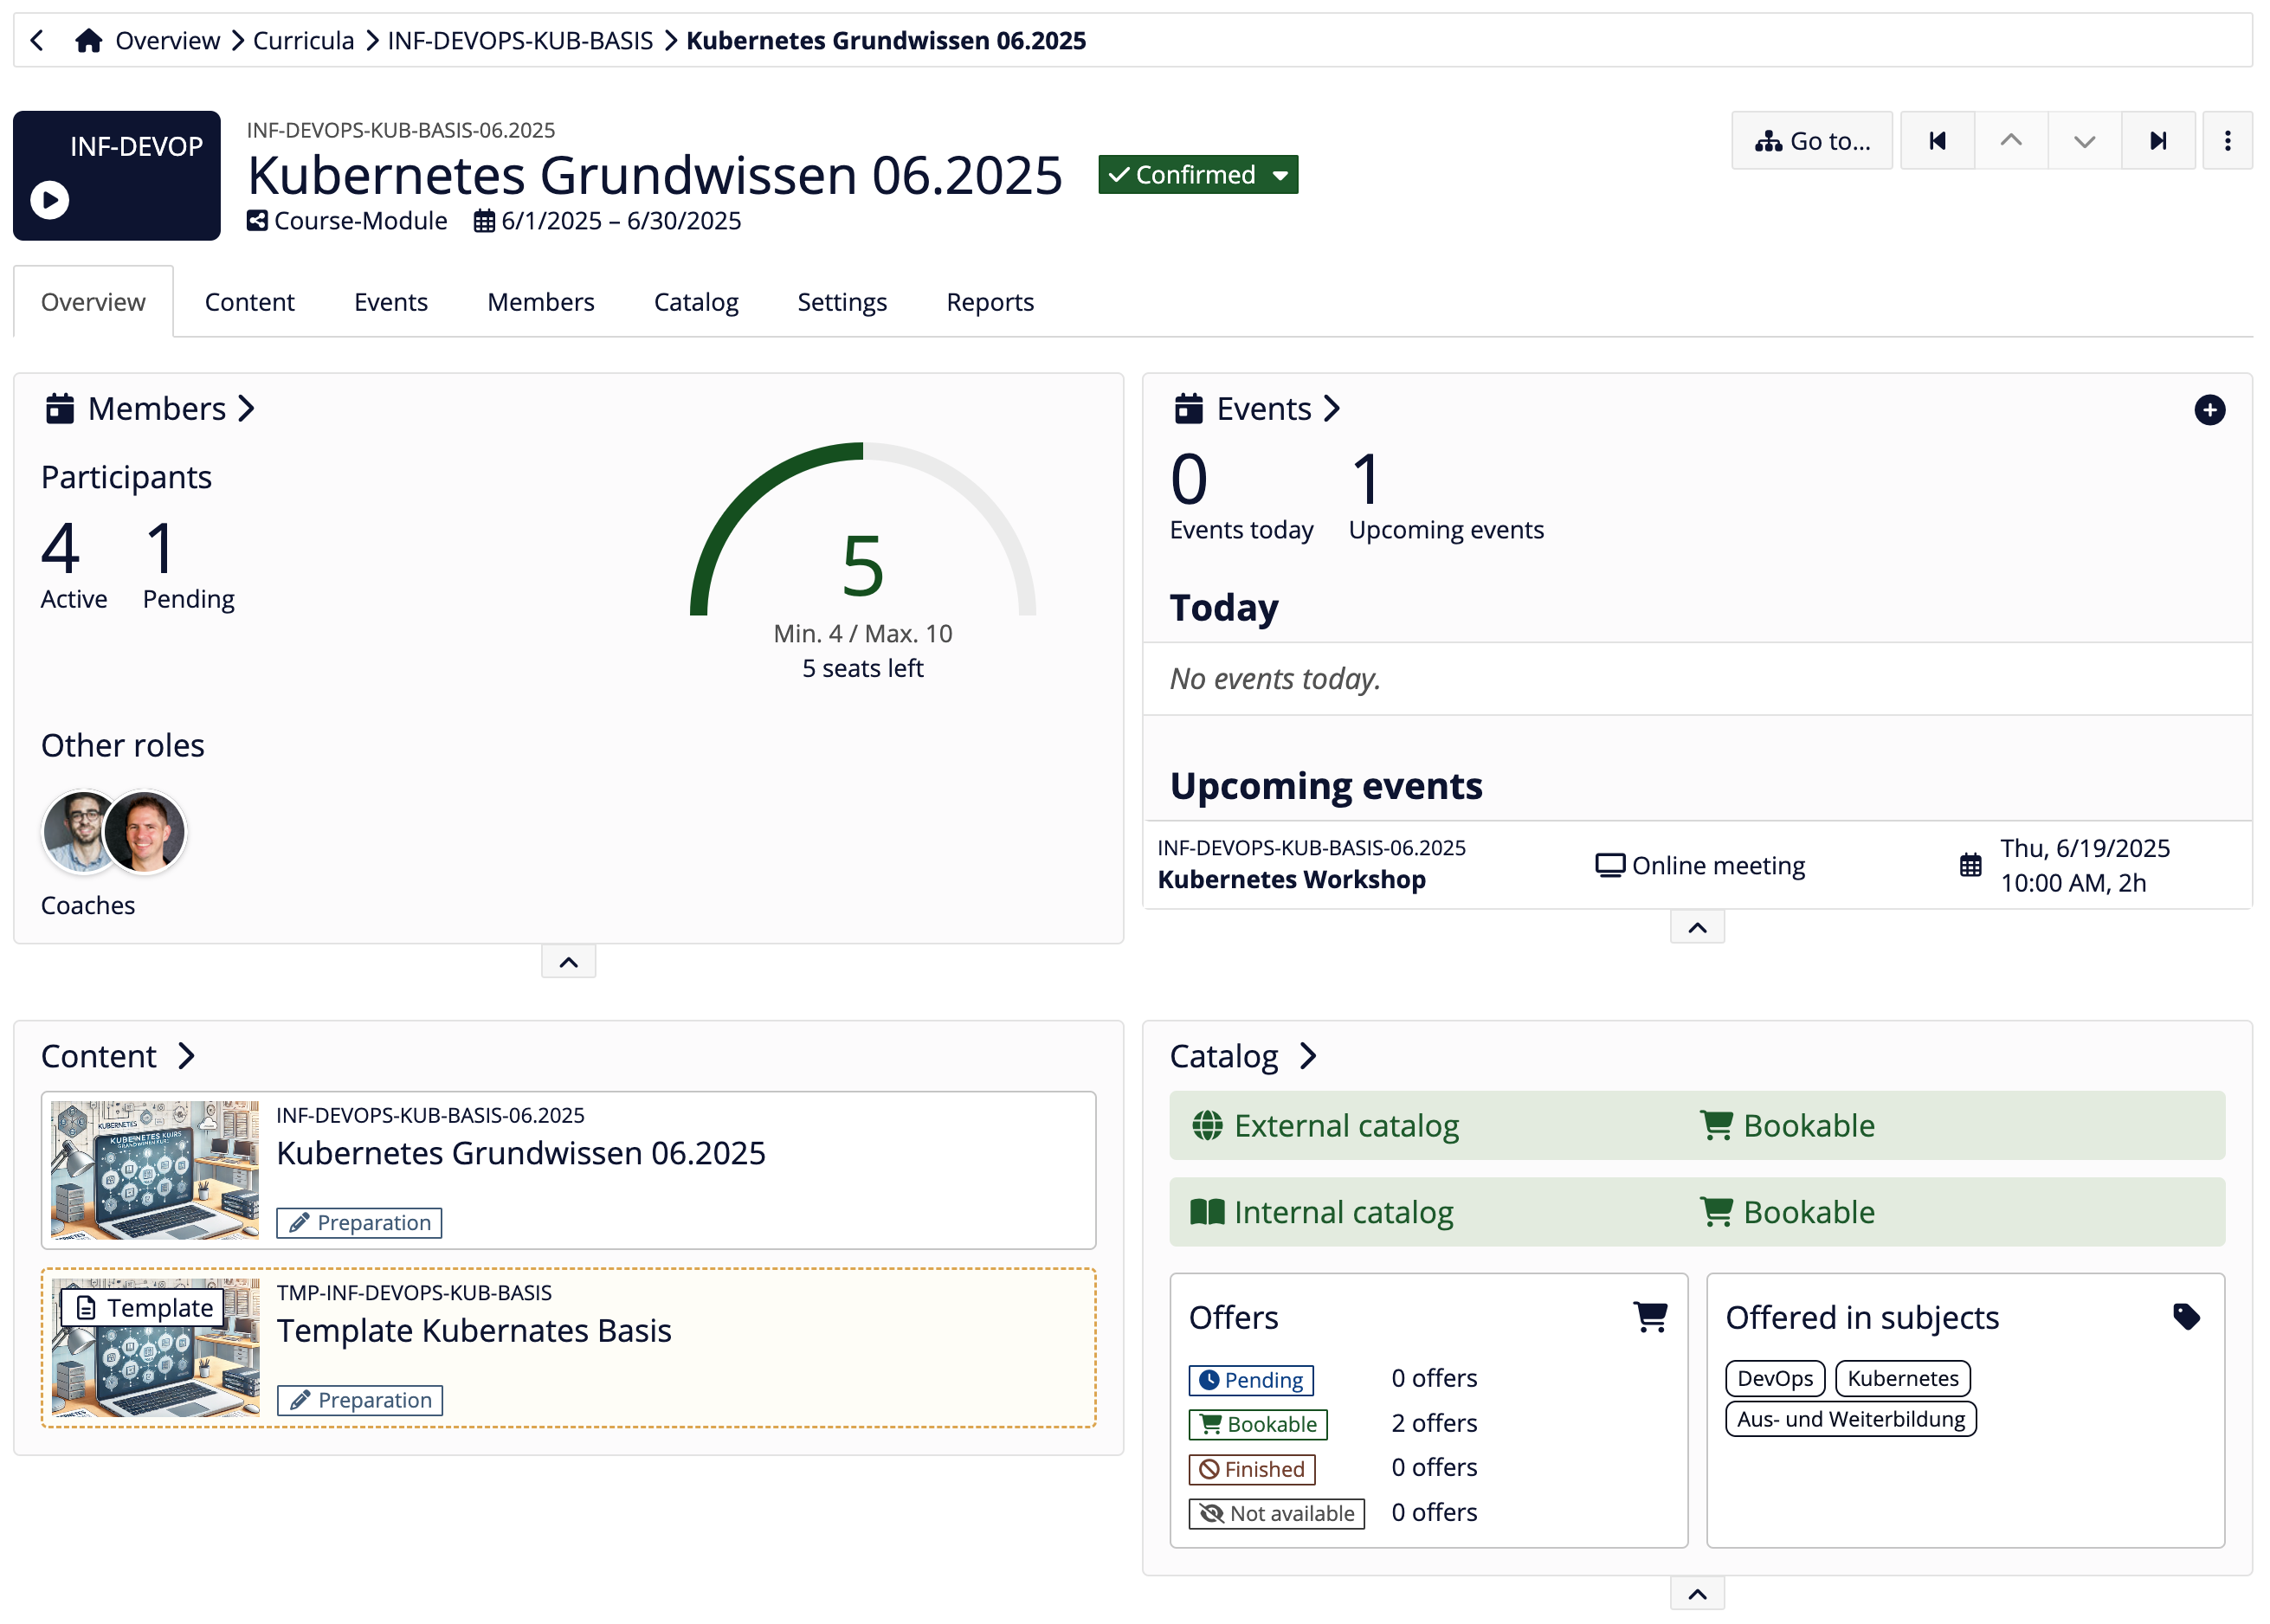 Overview Curricula INF-DEVOPS-KUB-BASIS Kubernetes Grundwissen 06.2025
INF-DEVOP
INF-DEVOPS-KUB-BASIS-06.2025
Kubernetes Grundwissen 06.2025 Confirmed
Course-Module 6/1/2025 – 6/30/2025
Go to...
Overview Content Events Members Catalog Settings Reports
Members
Participants
4 1
Active Pending
5
Min. 4 / Max. 10
5 seats left
Other roles
Coaches
Events
0 1
Events today Upcoming events
Today
No events today.
Upcoming events
INF-DEVOPS-KUB-BASIS-06.2025
Kubernetes Workshop
Online meeting
Thu, 6/19/2025
10:00 AM, 2h
Content
KUBERNETES
INF-DEVOPS-KUB-BASIS-06.2025
Kubernetes Grundwissen 06.2025
Preparation
Template
TMP-INF-DEVOPS-KUB-BASIS
Template Kubernates Basis
Preparation
Catalog
External catalog Bookable
Internal catalog Bookable
Offers
Pending 0 offers
Bookable 2 offers
Finished 0 offers
Not available 0 offers
Offered in subjects
DevOps Kubernetes
Aus- und Weiterbildung